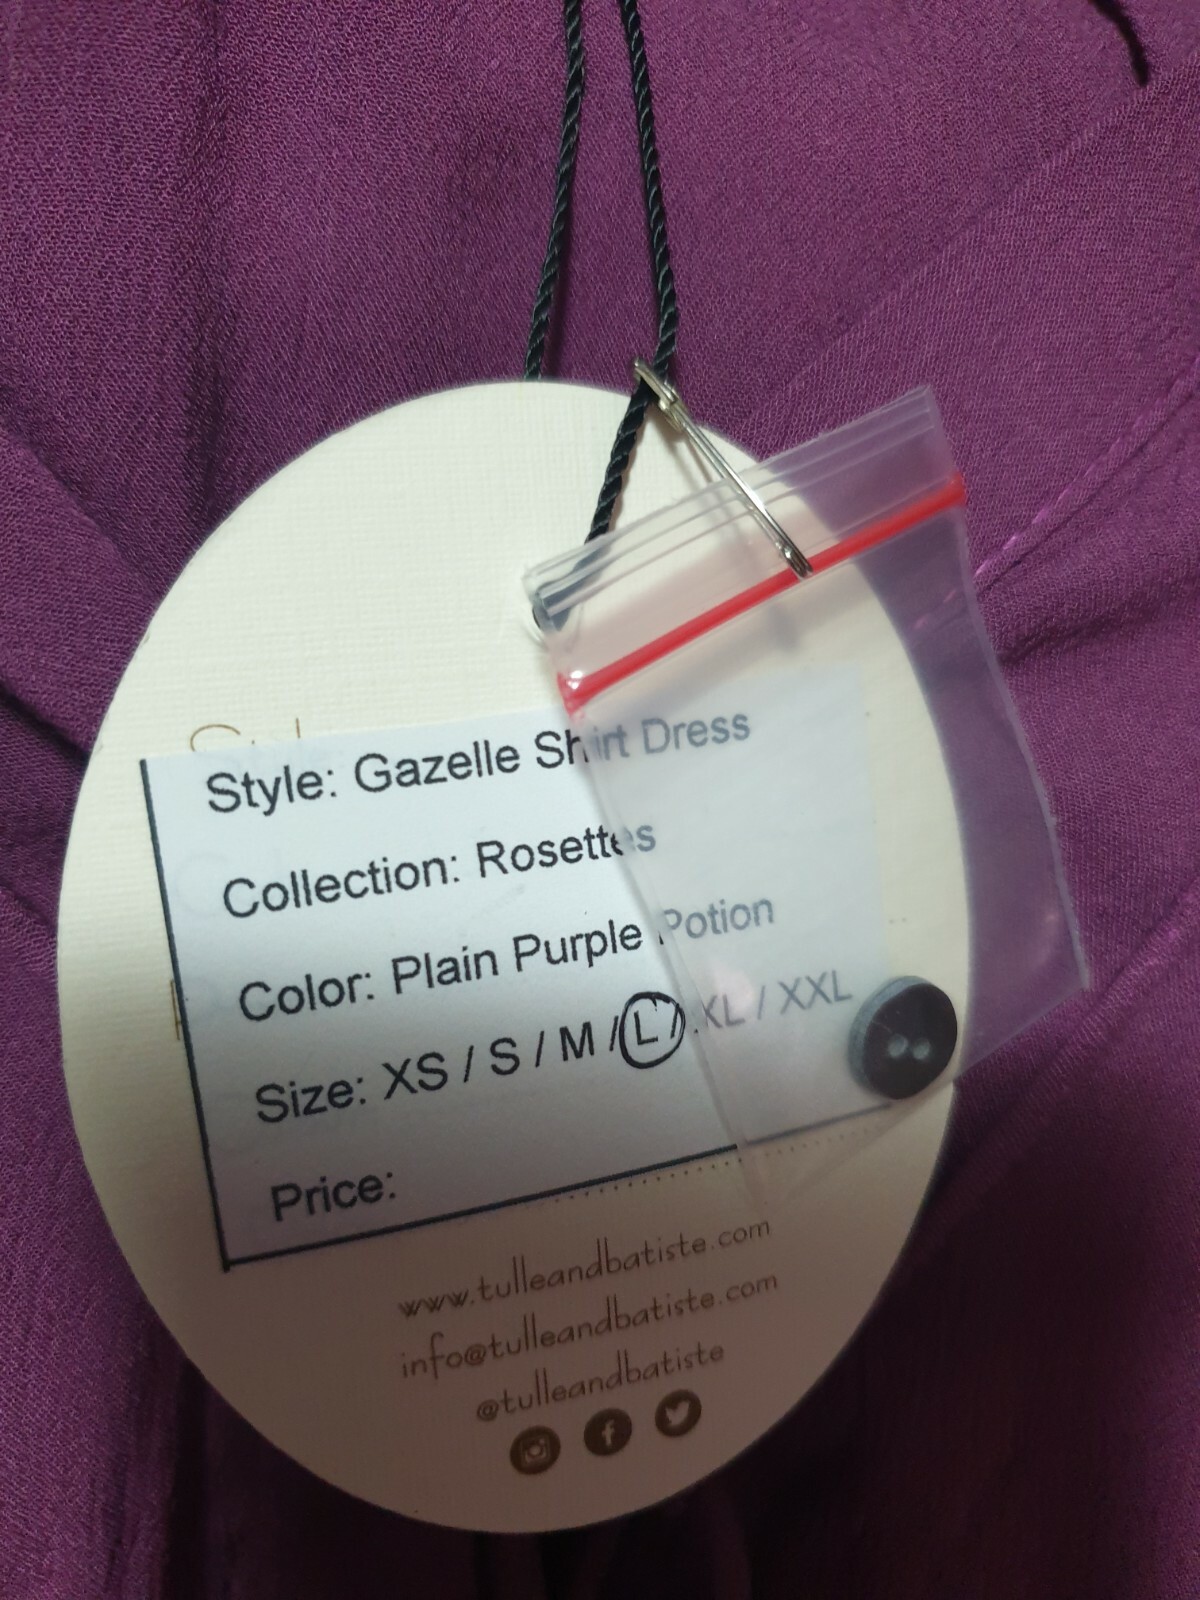 Style: Gazelle Shirt Dress
Collection: Rosettes
Color: Plain Purple Potion
Size: XS / S / M / L / XL / XXL
Price:
www.tulleandbatiste.com
info@tulleandbatiste.com
@tulleandbatiste